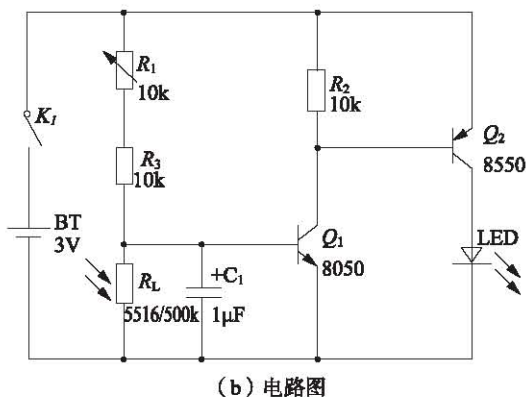 R₁
10k
R₂
10k
K₁
Q₂
8550
R₃
10k
BT
3V
Q₁
8050
LED
+C₁
1μF
R_L
5516/500k
(b)电路图